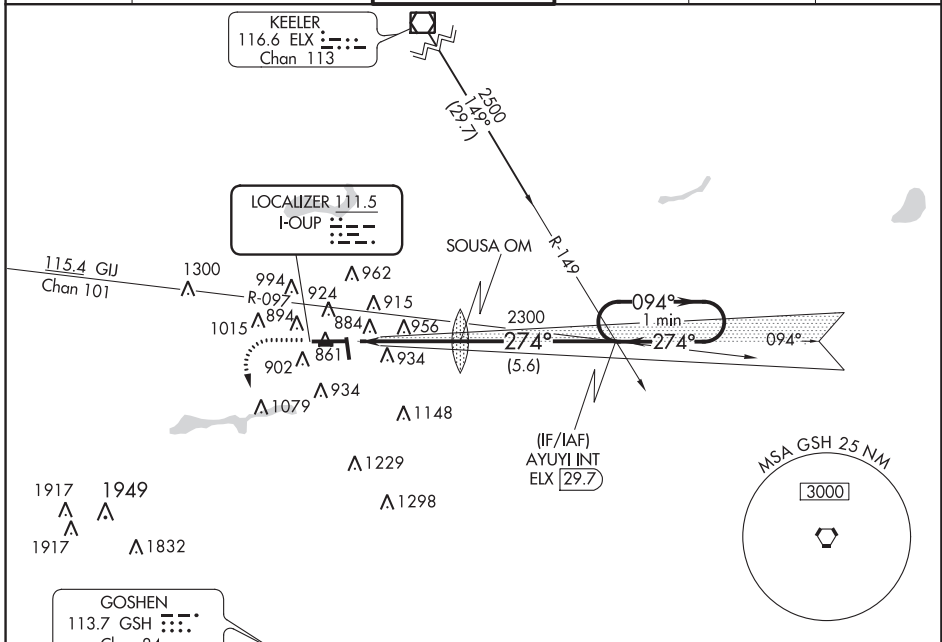 KEELER
116.6 ELX
Chan 113
2500
149°
(29.7)
LOCALIZER 111.5
I-OUP
SOUSA OM
R-149
115.4 GIJ
Chan 101
1300
994
962
R-097
924
915
1015
894
884
956
2300
094°
1 min
274°
274°
094°
902
861
934
(5.6)
934
1079
1148
(IF/IAF)
AYUYI INT
ELX 29.7
1229
1298
MSA GSH 25 NM
3000
1917
1949
1917
1832
GOSHEN
113.7 GSH